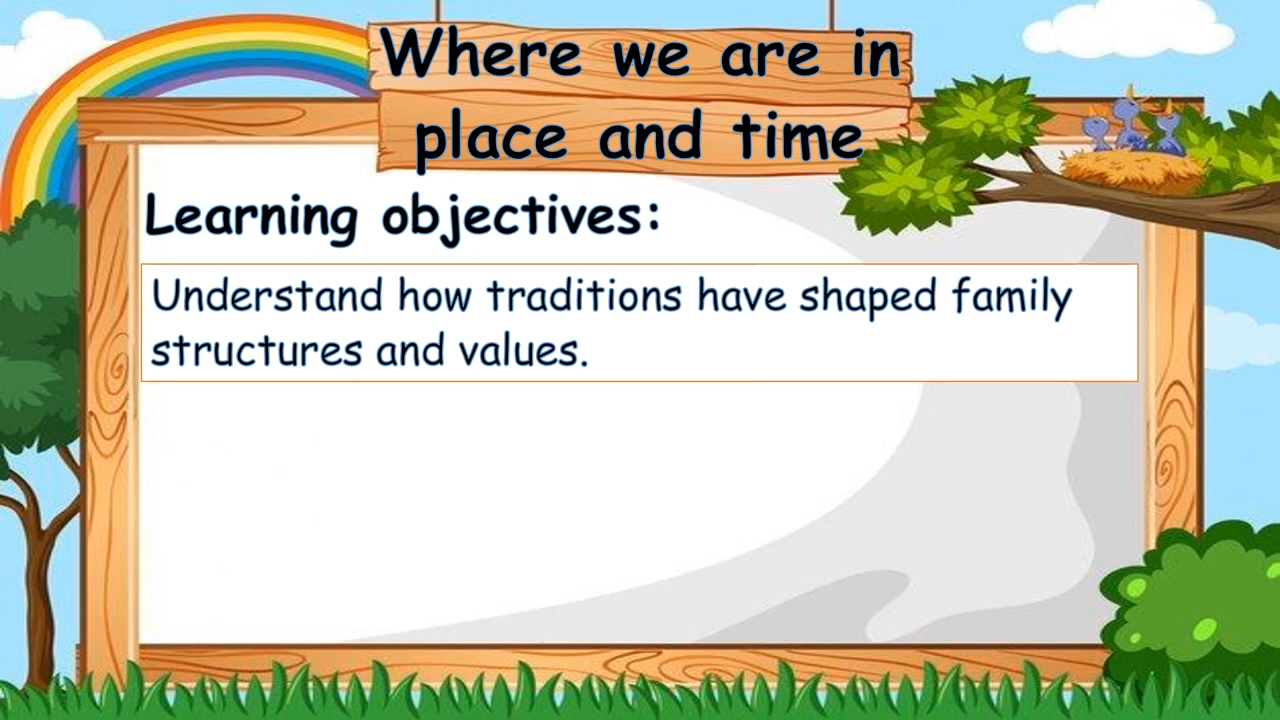 Where we are in
place and time
Learning objectives:
Understand how traditions have shaped family
structures and values.